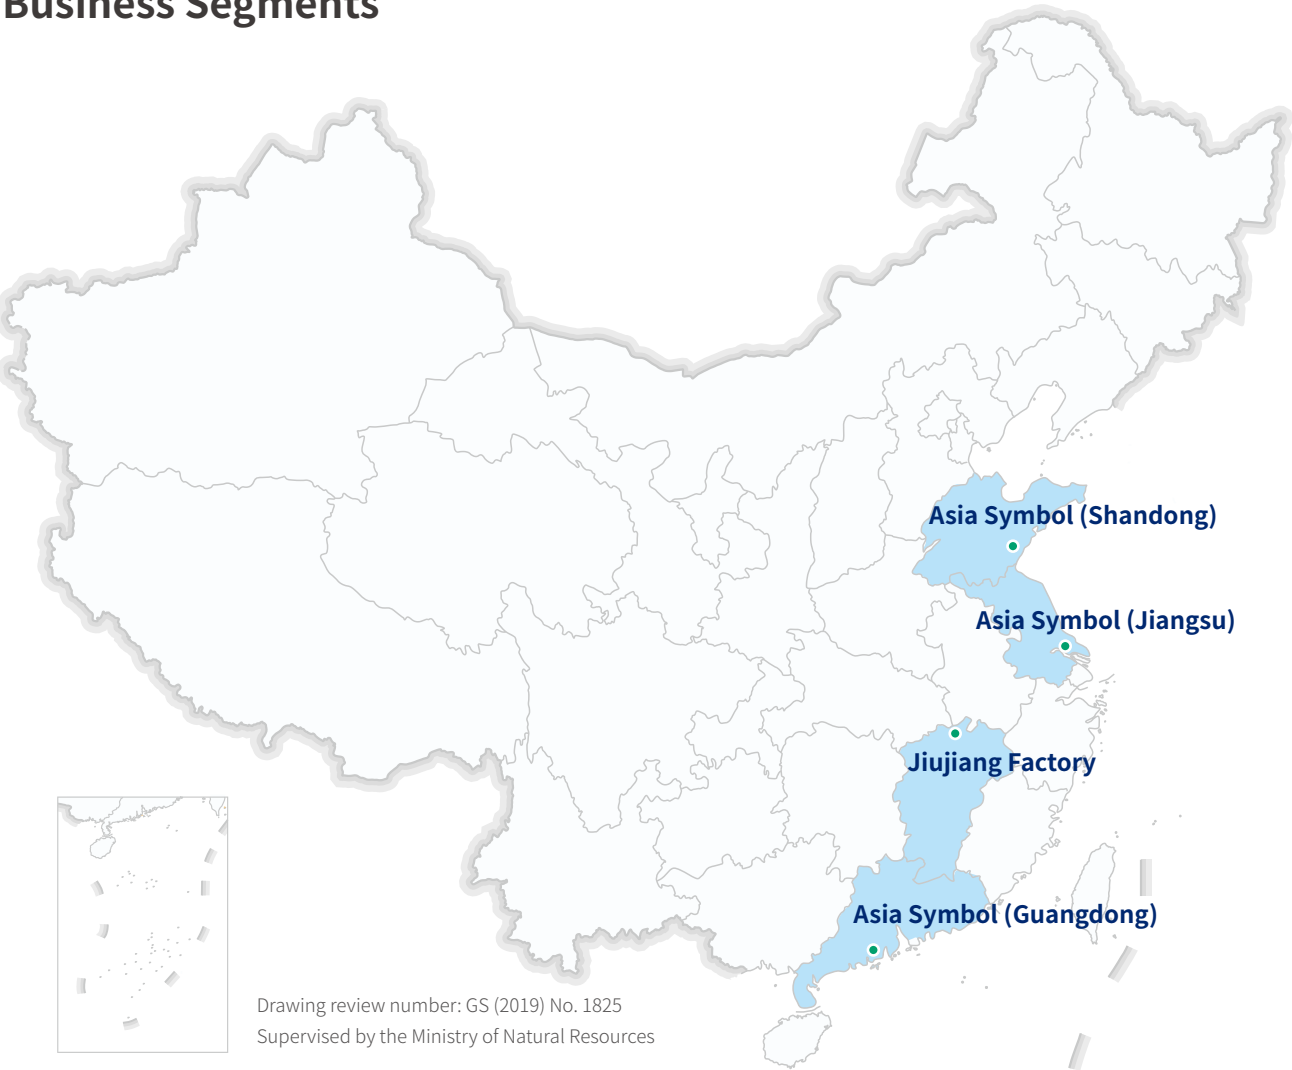 Business Segments
Asia Symbol (Shandong)
Asia Symbol (Jiangsu)
Jiujiang Factory
Asia Symbol (Guangdong)
Drawing review number: GS (2019) No. 1825
Supervised by the Ministry of Natural Resources